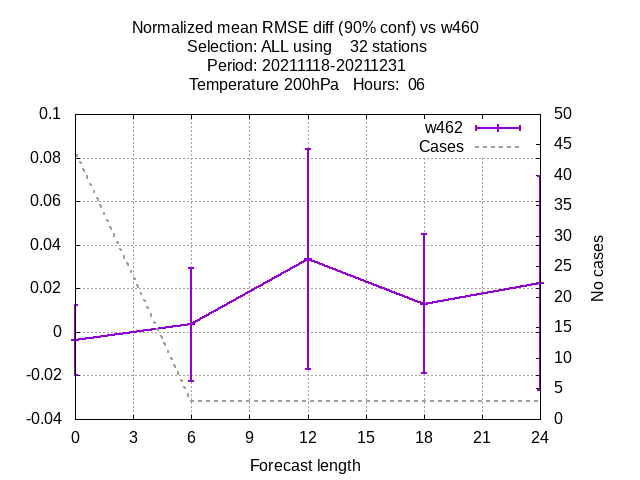 Normalized mean RMSE diff (90% conf) vs w460
Selection: ALL using    32 stations
Period: 20211118-20211231
Temperature 200hPa   Hours:  06
0.1
0.08
0.06
0.04
0.02
0
-0.02
-0.04
w462
Cases
50
45
40
35
30
25
20
15
10
5
0
No cases
0 3 6 9 12 15 18 21 24
Forecast length